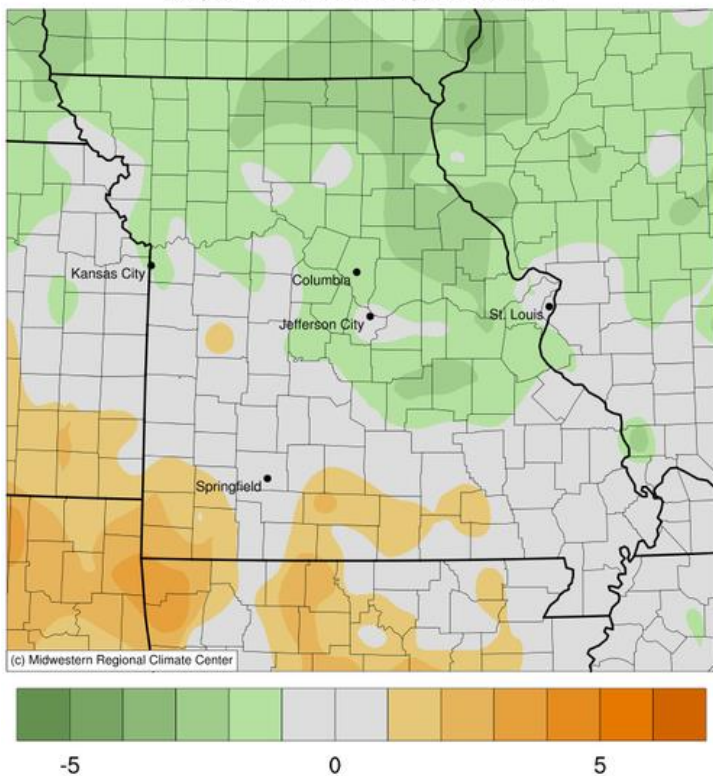 Kansas City
Columbia
Jefferson City
St. Louis
Springfield
(c) Midwestern Regional Climate Center
-5 0 5